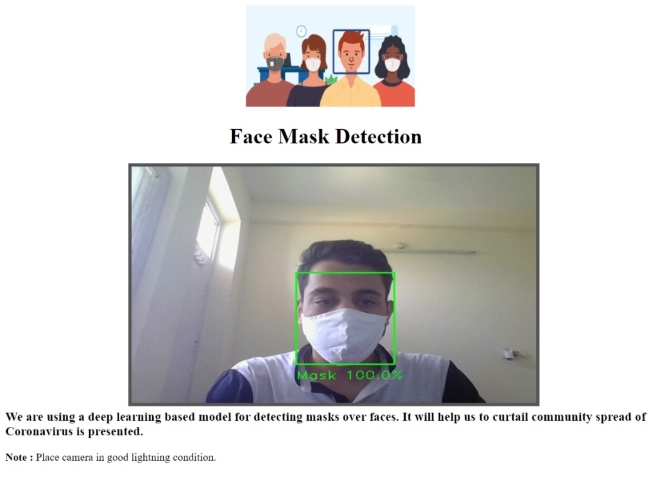 Face Mask Detection
Mask 100.0%
We are using a deep learning based model for detecting masks over faces. It will help us to curtail community spread of
Coronavirus is presented.
Note : Place camera in good lightning condition.